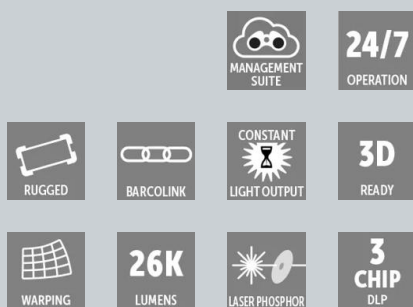 MANAGEMENT
SUITE
24/7
OPERATION
RUGGED
BARCOLINK
CONSTANT
LIGHT OUTPUT
3D
READY
WARPING
26K
LUMENS
LASER PHOSPHOR
3
CHIP
DLP